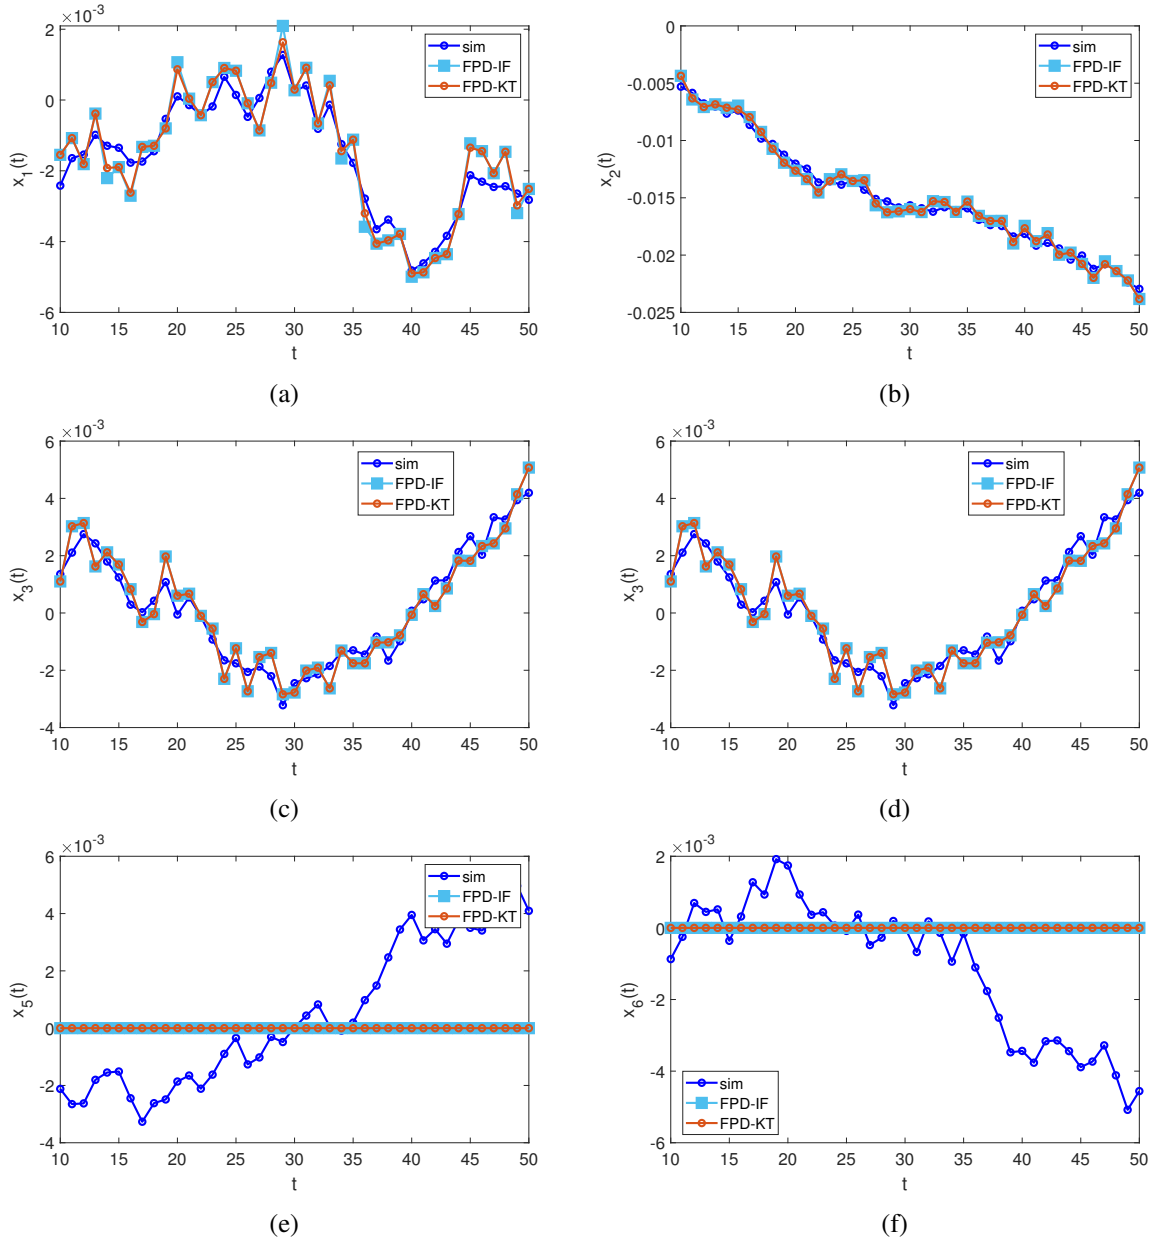 ×10⁻³
2
0
-2
-4
-6
x₁(t)
10 15 20 25 30 35 40 45 50
t
sim
FPD-IF
FPD-KT
(a)
0
-0.005
-0.01
-0.015
-0.02
-0.025
x₂(t)
10 15 20 25 30 35 40 45 50
t
sim
FPD-IF
FPD-KT
(b)
×10⁻³
6
4
2
0
-2
-4
x₃(t)
10 15 20 25 30 35 40 45 50
t
sim
FPD-IF
FPD-KT
(c)
×10⁻³
6
4
2
0
-2
-4
x₃(t)
10 15 20 25 30 35 40 45 50
t
sim
FPD-IF
FPD-KT
(d)
×10⁻³
6
4
2
0
-2
-4
x₅(t)
10 15 20 25 30 35 40 45 50
t
sim
FPD-IF
FPD-KT
(e)
×10⁻³
2
0
-2
-4
-6
x₆(t)
10 15 20 25 30 35 40 45 50
t
sim
FPD-IF
FPD-KT
(f)